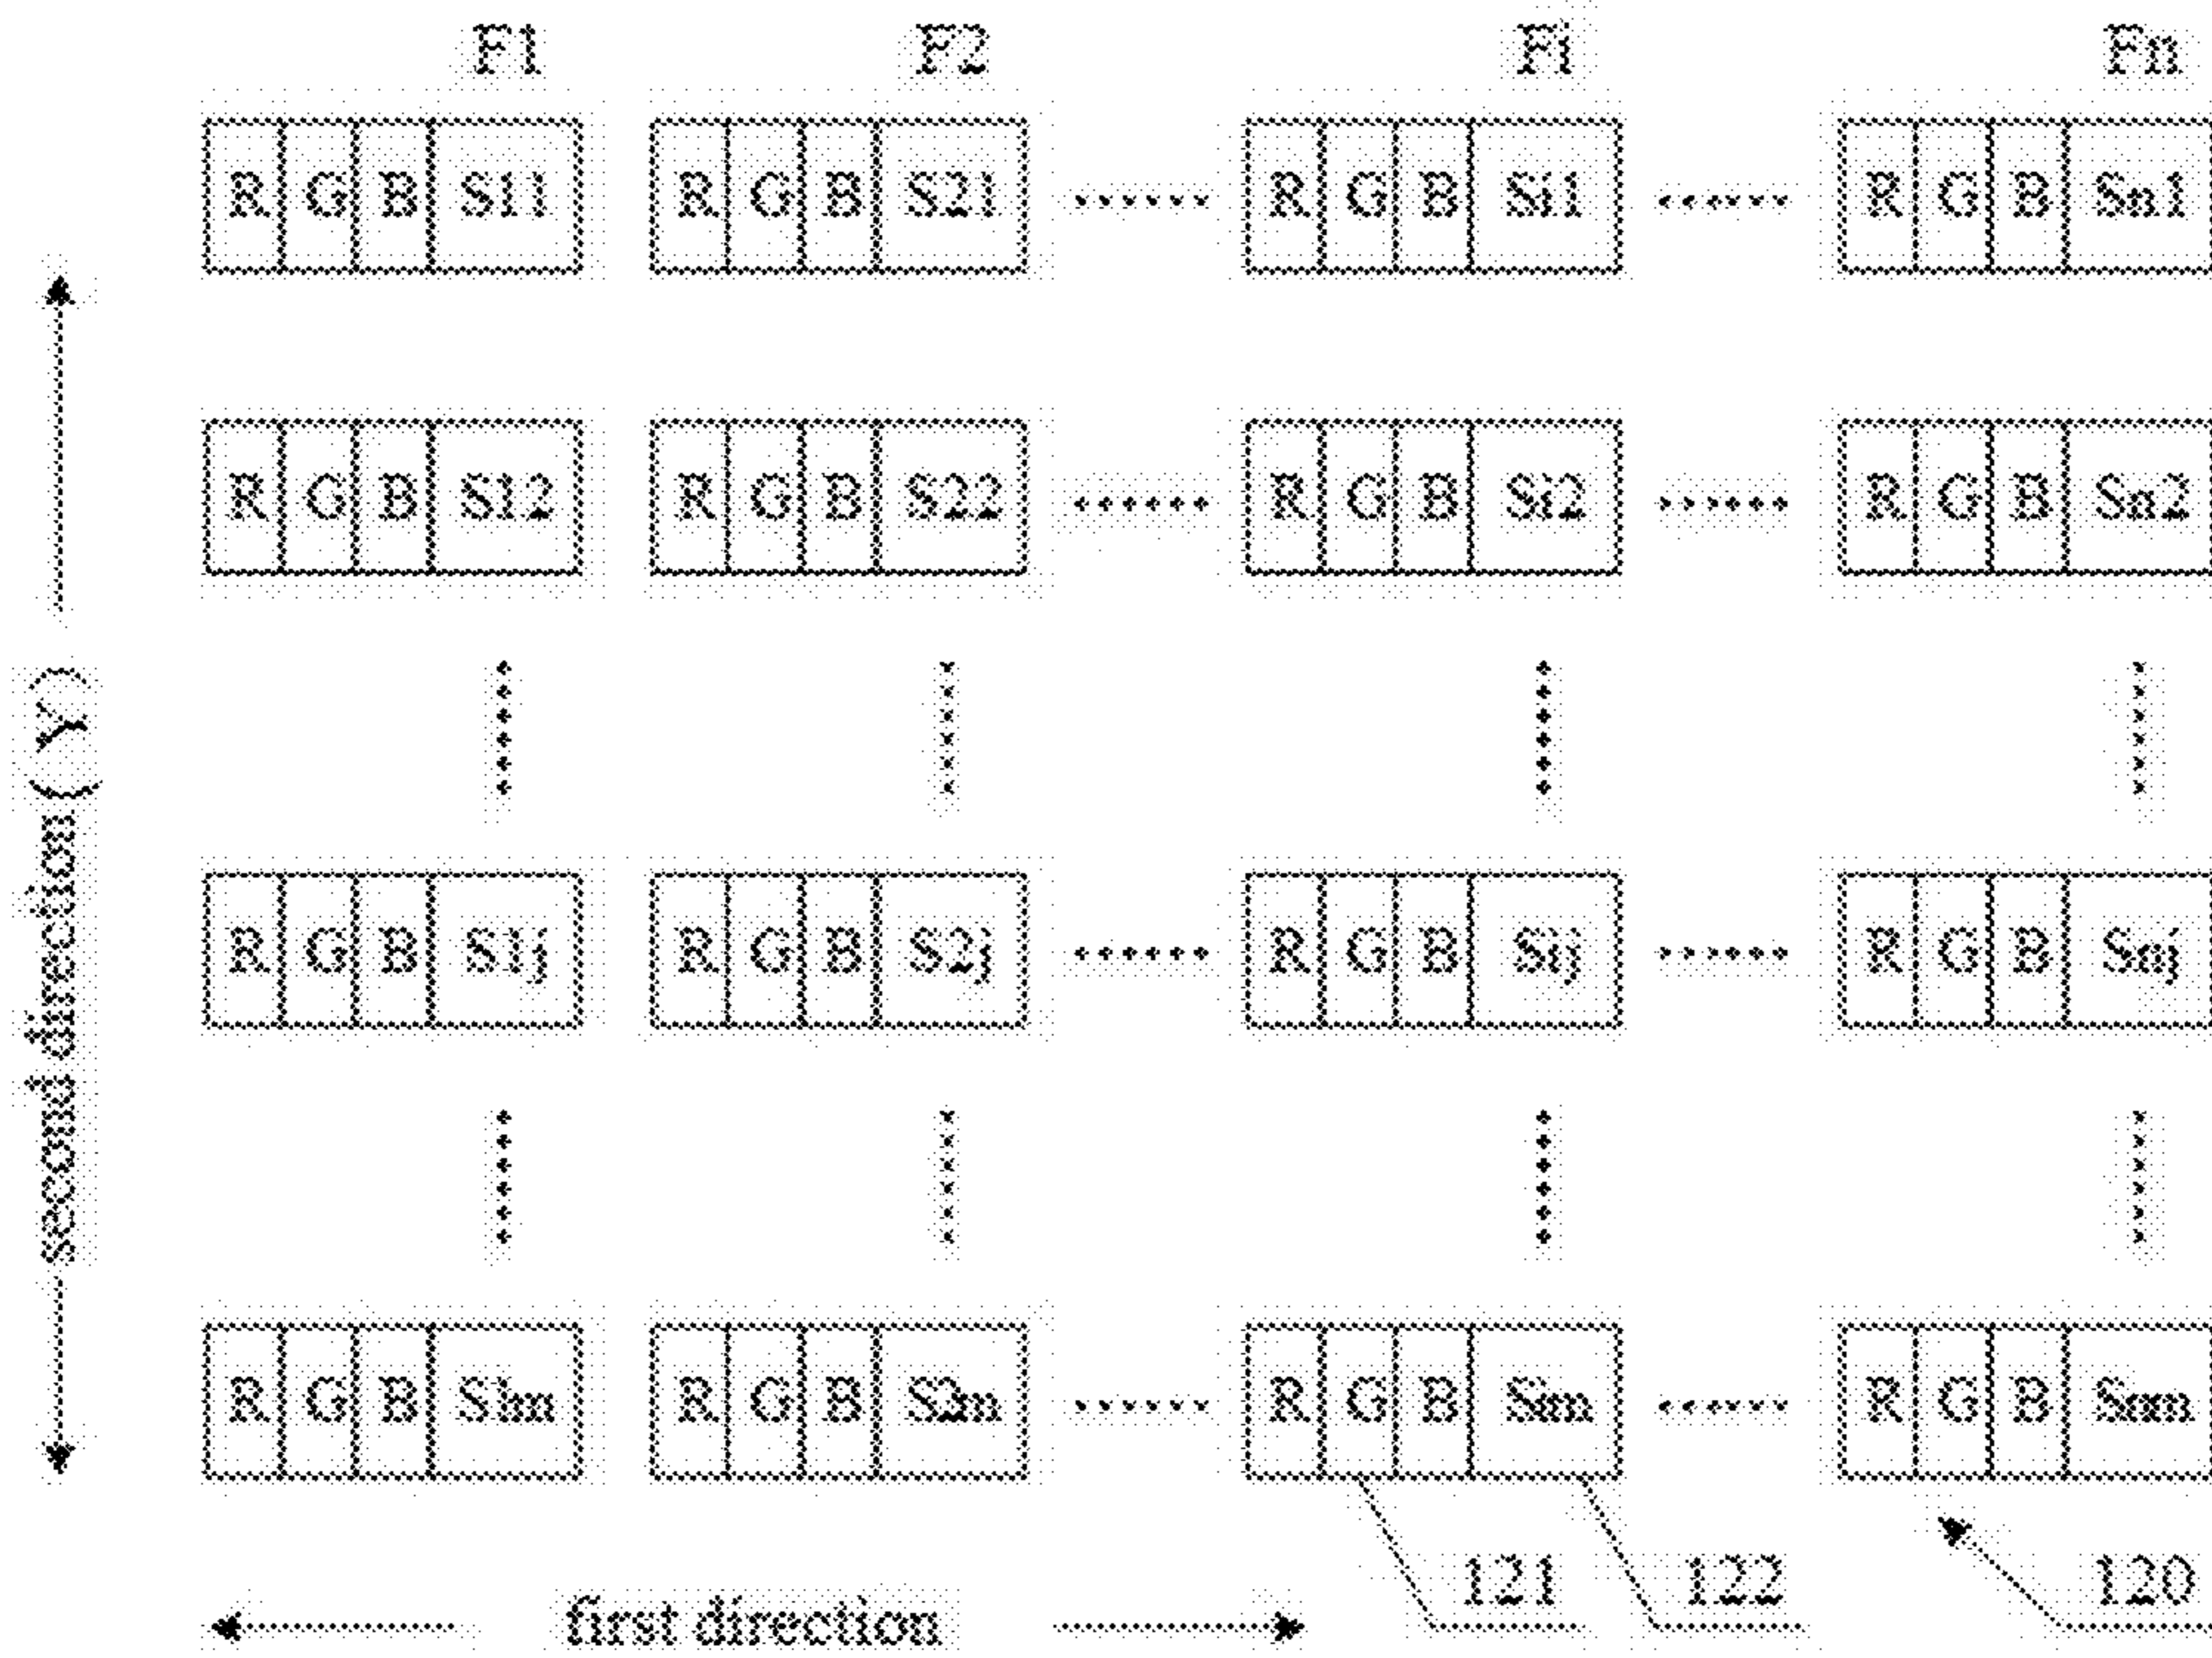 F1 F2 Fi Fn
R G B S11 R G B S21 R G B Si1 R G B Sn1
R G B S12 R G B S22 R G B Si2 R G B Sn2
second direction ( Y )
R G B S1j R G B S2j R G B Sij R G B Snj
R G B S1m R G B S2m R G B Sim R G B Snm
121 122 120
first direction